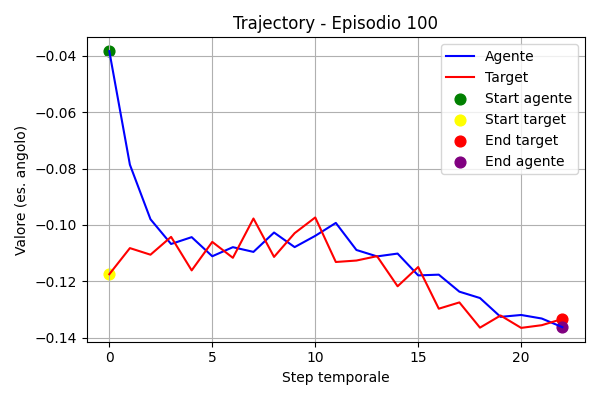 Trajectory - Episodio 100
Valore (es. angolo)
−0.04
−0.06
−0.08
−0.10
−0.12
−0.14
Agente
Target
Start agente
Start target
End target
End agente
0
5
10
15
20
Step temporale